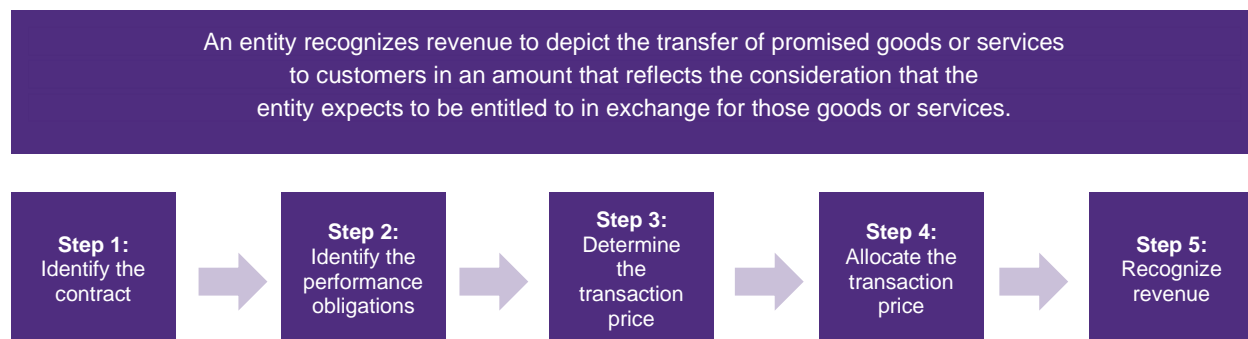 An entity recognizes revenue to depict the transfer of promised goods or services
to customers in an amount that reflects the consideration that the
entity expects to be entitled to in exchange for those goods or services.
Step 1:
Identify the
contract
Step 2:
Identify the
performance
obligations
Step 3:
Determine
the
transaction
price
Step 4:
Allocate the
transaction
price
Step 5:
Recognize
revenue